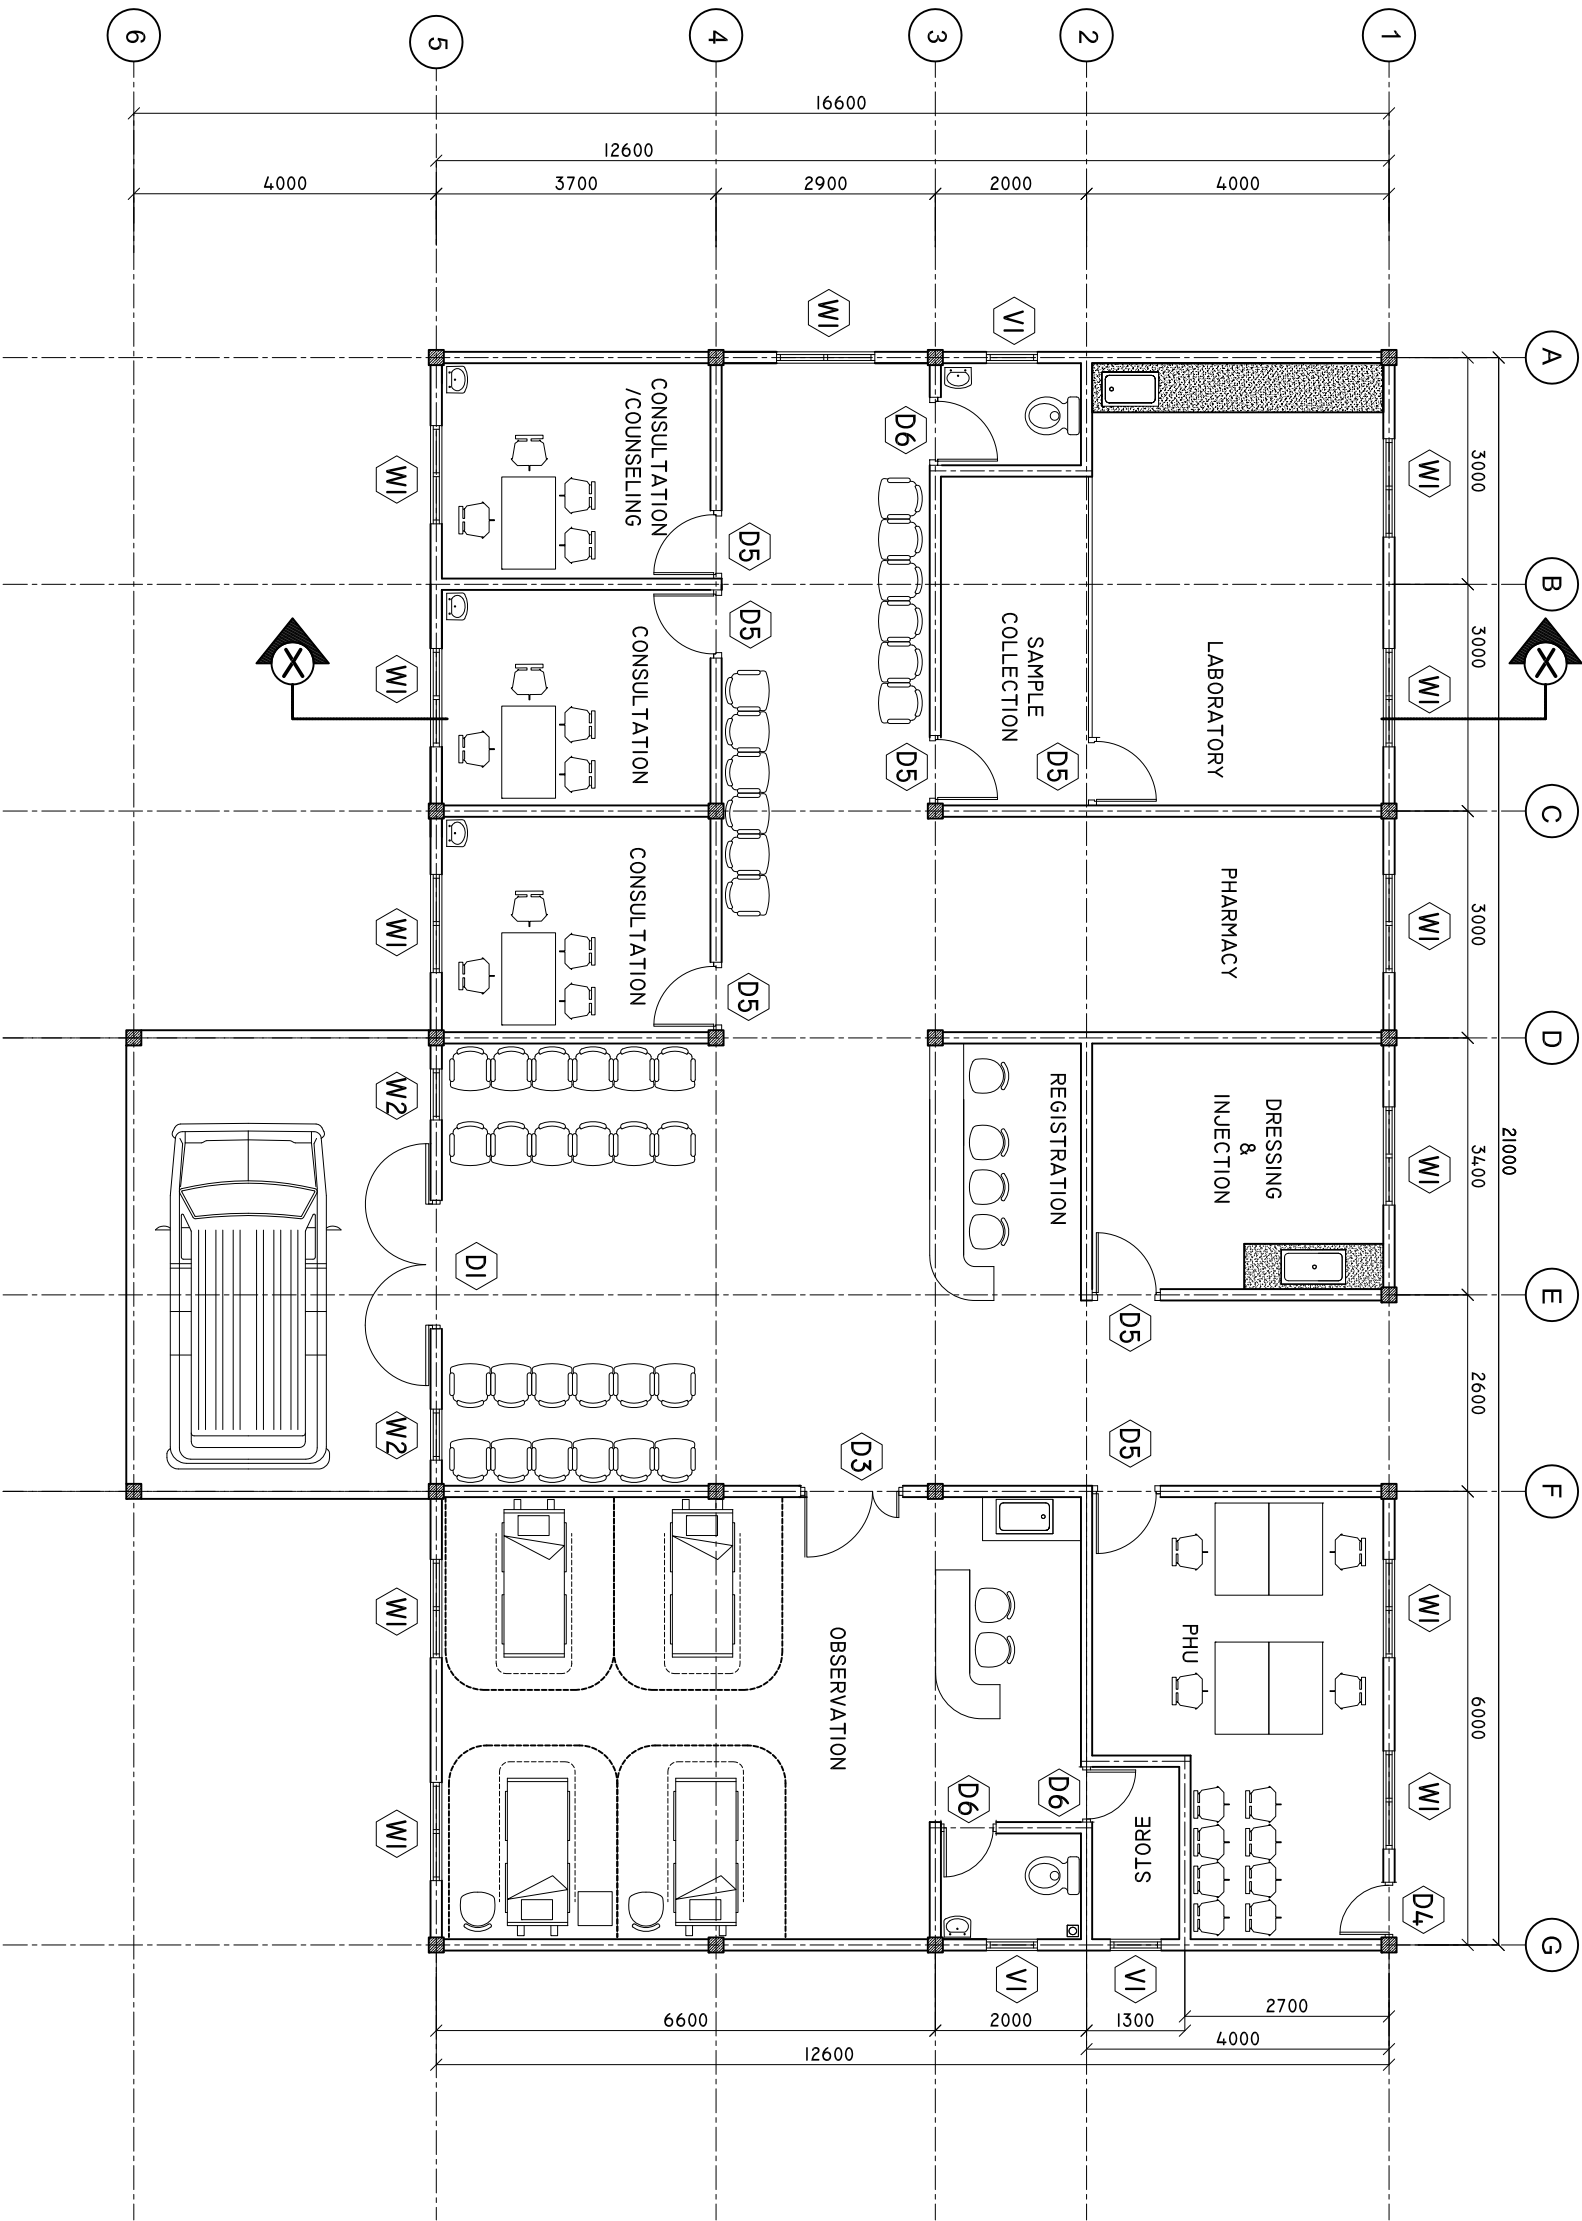 6
5
4
3
2
1
16600
12600
4000
3700
2900
2000
4000
A
B
C
D
E
F
G
21000
3000
3000
3000
3400
2600
6000
W1
V1
W1
W1
W1
W1
W1
W1
X
X
LABORATORY
SAMPLE
COLLECTION
PHARMACY
DRESSING
&
INJECTION
REGISTRATION
CONSULTATION
/COUNSELING
CONSULTATION
CONSULTATION
D6
D5
D5
D5
D5
D5
D5
D5
D3
D1
W1
W1
W1
W2
W2
W1
W1
OBSERVATION
PHU
STORE
D6
D6
D4
V1
V1
6600
2000
1300
2700
4000
12600